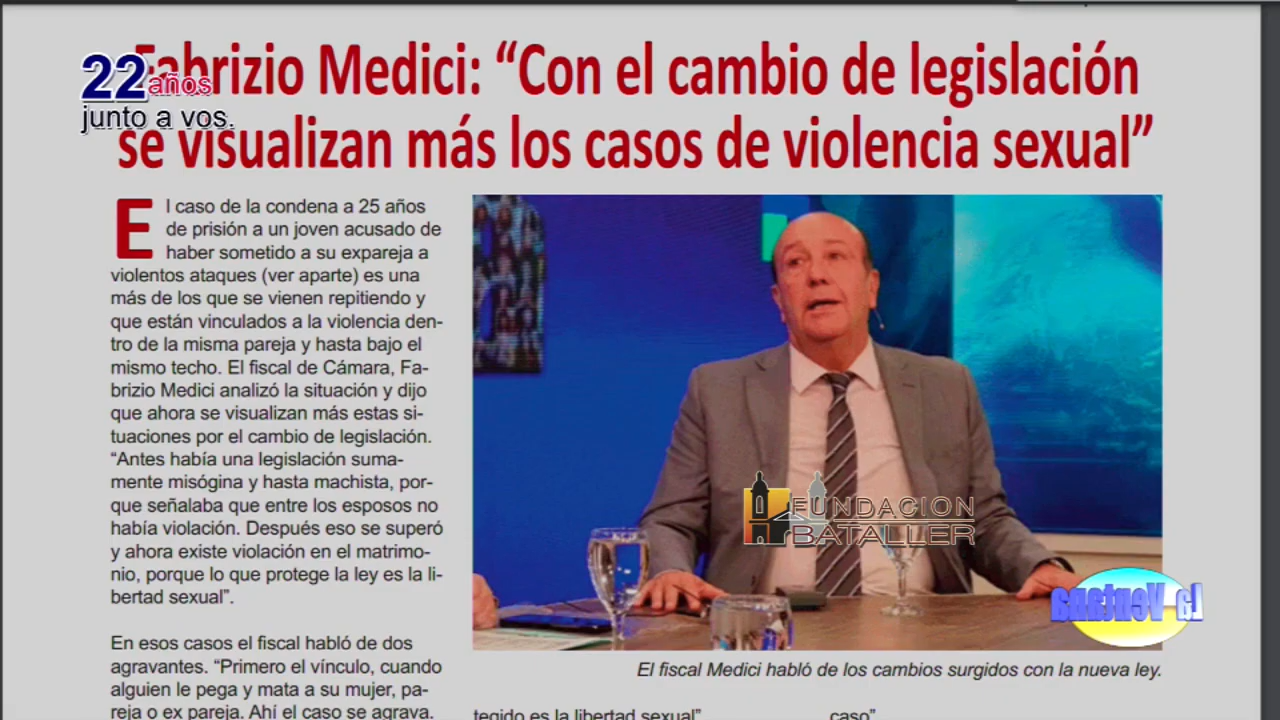 22 años
junto a vos.
Fabrizio Medici: “Con el cambio de legislación
se visualizan más los casos de violencia sexual”
El caso de la condena a 25 años
de prisión a un joven acusado de
haber sometido a su expareja a
violentos ataques (ver aparte) es una
más de los que se vienen repitiendo y
que están vinculados a la violencia den-
tro de la misma pareja y hasta bajo el
mismo techo. El fiscal de Cámara, Fa-
brizio Medici analizó la situación y dijo
que ahora se visualizan más estas si-
tuaciones por el cambio de legislación.
“Antes había una legislación suma-
mente misógina y hasta machista, por-
que señalaba que entre los esposos no
había violación. Después eso se superó
y ahora existe violación en el matrimo-
nio, porque lo que protege la ley es la li-
bertad sexual”.
En esos casos el fiscal habló de dos
agravantes. “Primero el vínculo, cuando
alguien le pega y mata a su mujer, pa-
reja o ex pareja. Ahí el caso se agrava.
FUNDACION
BATALLER
La Ventana
El fiscal Medici habló de los cambios surgidos con la nueva ley.
tegido es la libertad sexual”
caso”